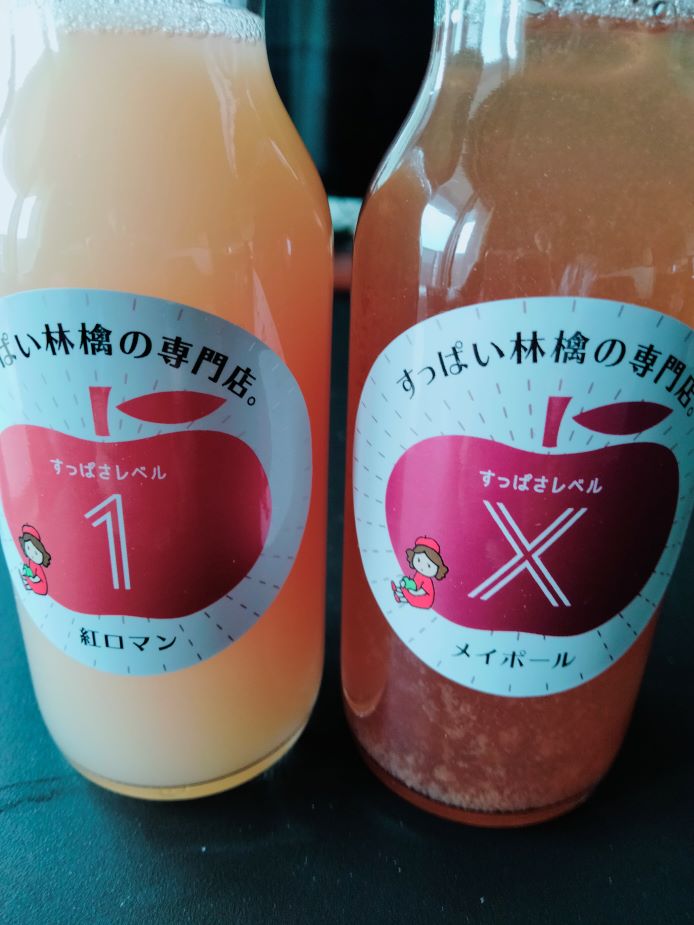 ぱい林檎の専門店。
すっぱさレベル
1
紅ロマン
すっぱい林檎の専門店。
すっぱさレベル
X
メイポール